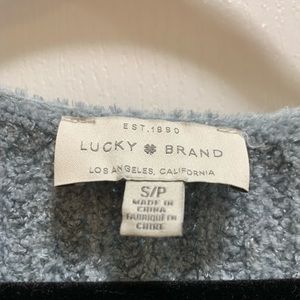 EST. 1990
LUCKY BRAND
LOS ANGELES, CALIFORNIA
S/P
MADE IN
CHINA
FABRIQUÉ EN
CHINE